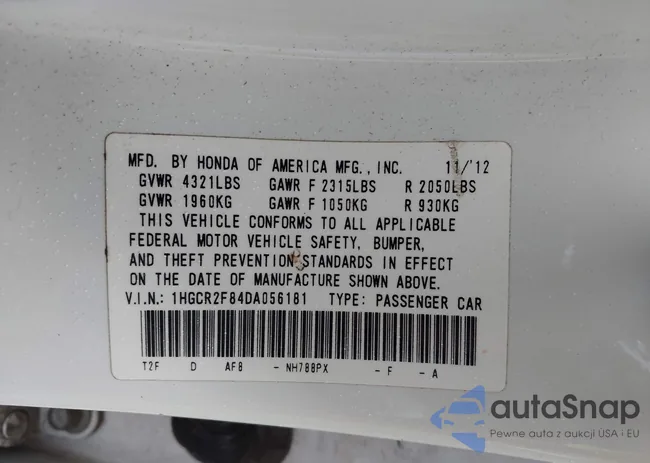 MFD. BY HONDA OF AMERICA MFG., INC. 11/'12
GVWR 4321LBS GAWR F 2315LBS R 2050LBS
GVWR 1960KG GAWR F 1050KG R 930KG
THIS VEHICLE CONFORMS TO ALL APPLICABLE
FEDERAL MOTOR VEHICLE SAFETY, BUMPER,
AND THEFT PREVENTION STANDARDS IN EFFECT
ON THE DATE OF MANUFACTURE SHOWN ABOVE.
V.I.N.: 1HGCR2F84DA056181 TYPE: PASSENGER CAR
T2F D AF8 - NH788PX - F - A
autaSnap
Pewne auta z aukcji USA i EU